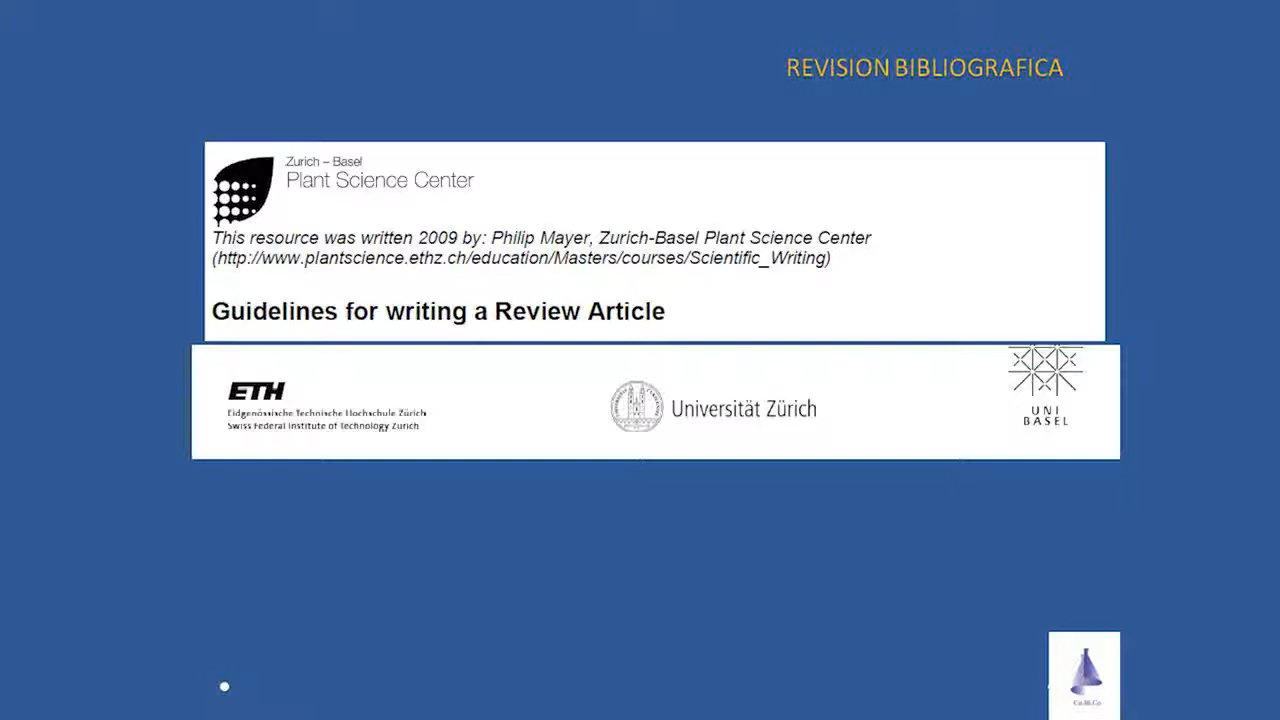 REVISION BIBLIOGRAFICA
Zurich – Basel
Plant Science Center
This resource was written 2009 by: Philip Mayer, Zurich-Basel Plant Science Center
(http://www.plantscience.ethz.ch/education/Masters/courses/Scientific_Writing)
Guidelines for writing a Review Article
ETH
Eidgenössische Technische Hochschule Zürich
Swiss Federal Institute of Technology Zurich
Universität Zürich
UNI
BASEL